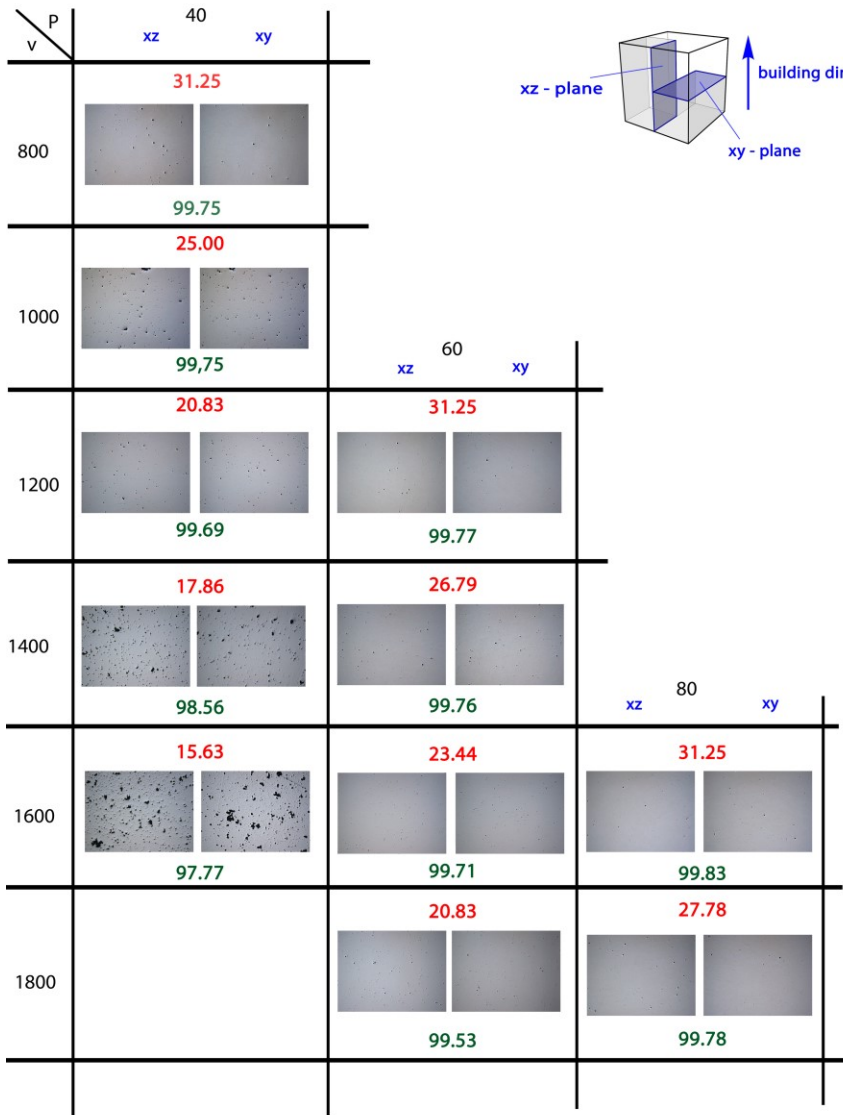 P
v
40
xz xy
31.25
800
99.75
25.00
1000
99,75
60
xz xy
20.83 31.25
1200
99.69 99.77
17.86 26.79
1400
98.56 99.76
80
xz xy
15.63 23.44 31.25
1600
97.77 99.71 99.83
20.83 27.78
1800
99.53 99.78
building dir
xz - plane
xy - plane